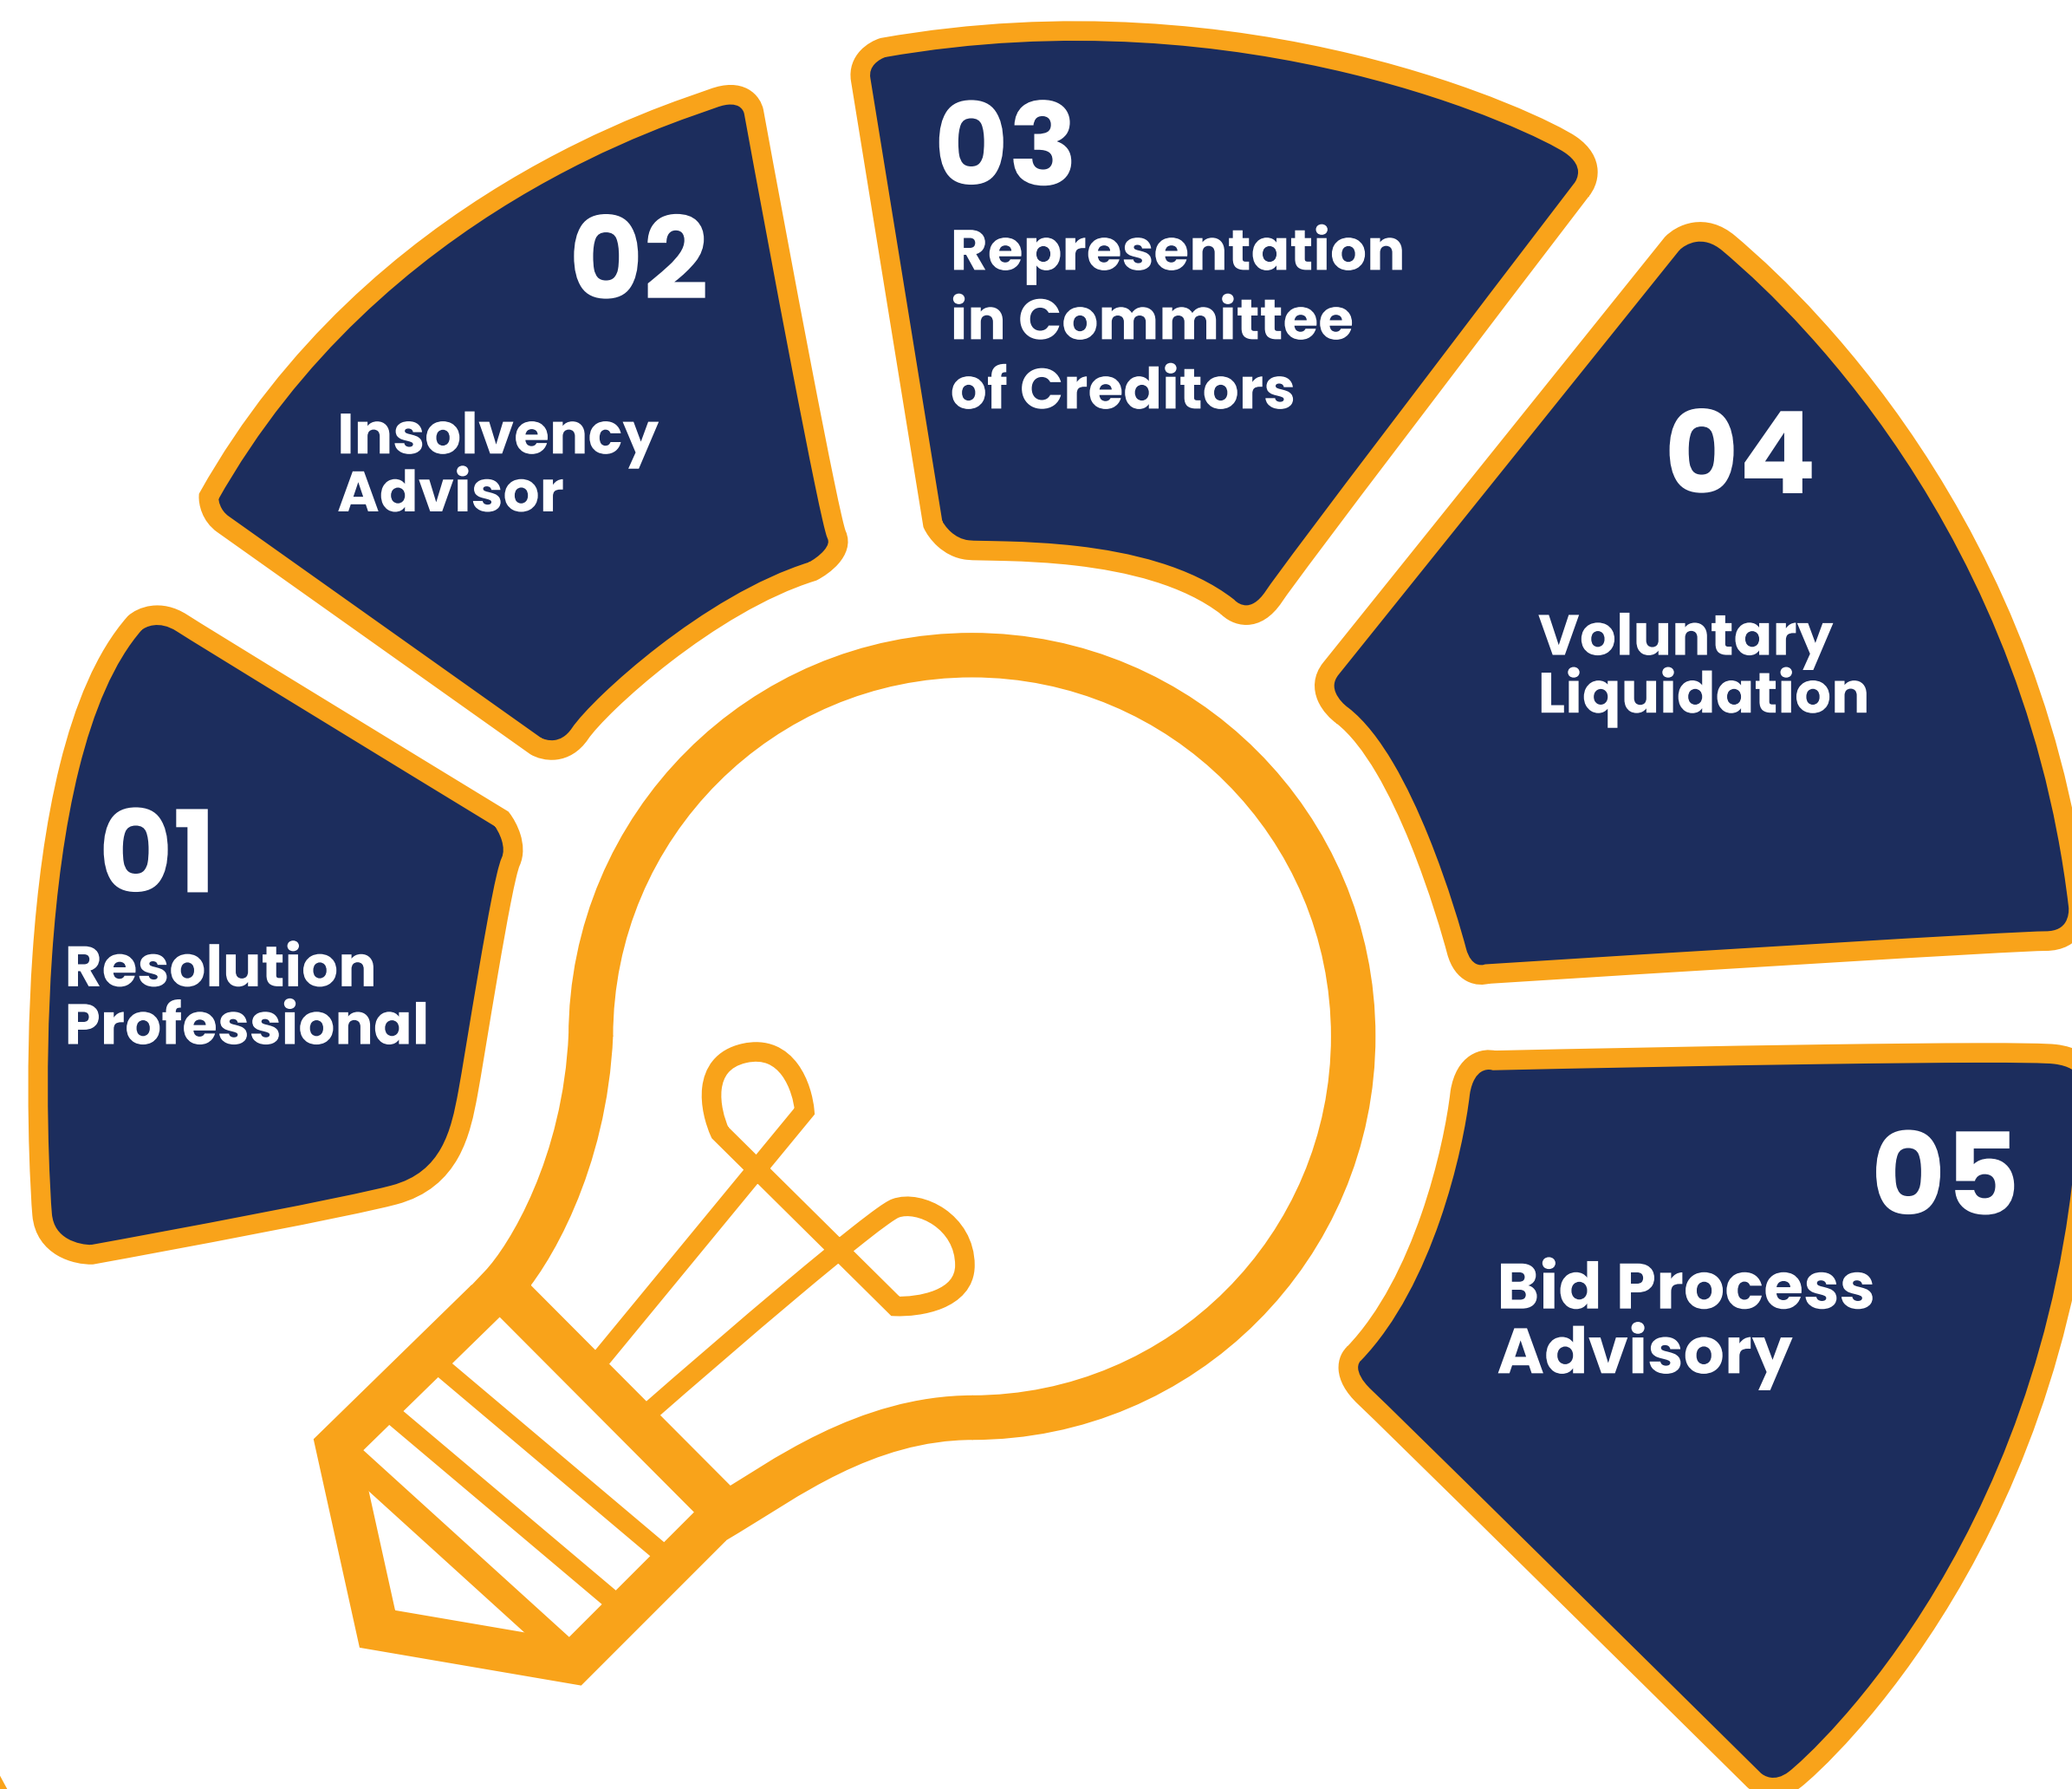 01
Resolution
Professional
02
Insolvency
Advisor
03
Representation
in Committee
of Creditors
04
Voluntary
Liquidation
05
Bid Process
Advisory